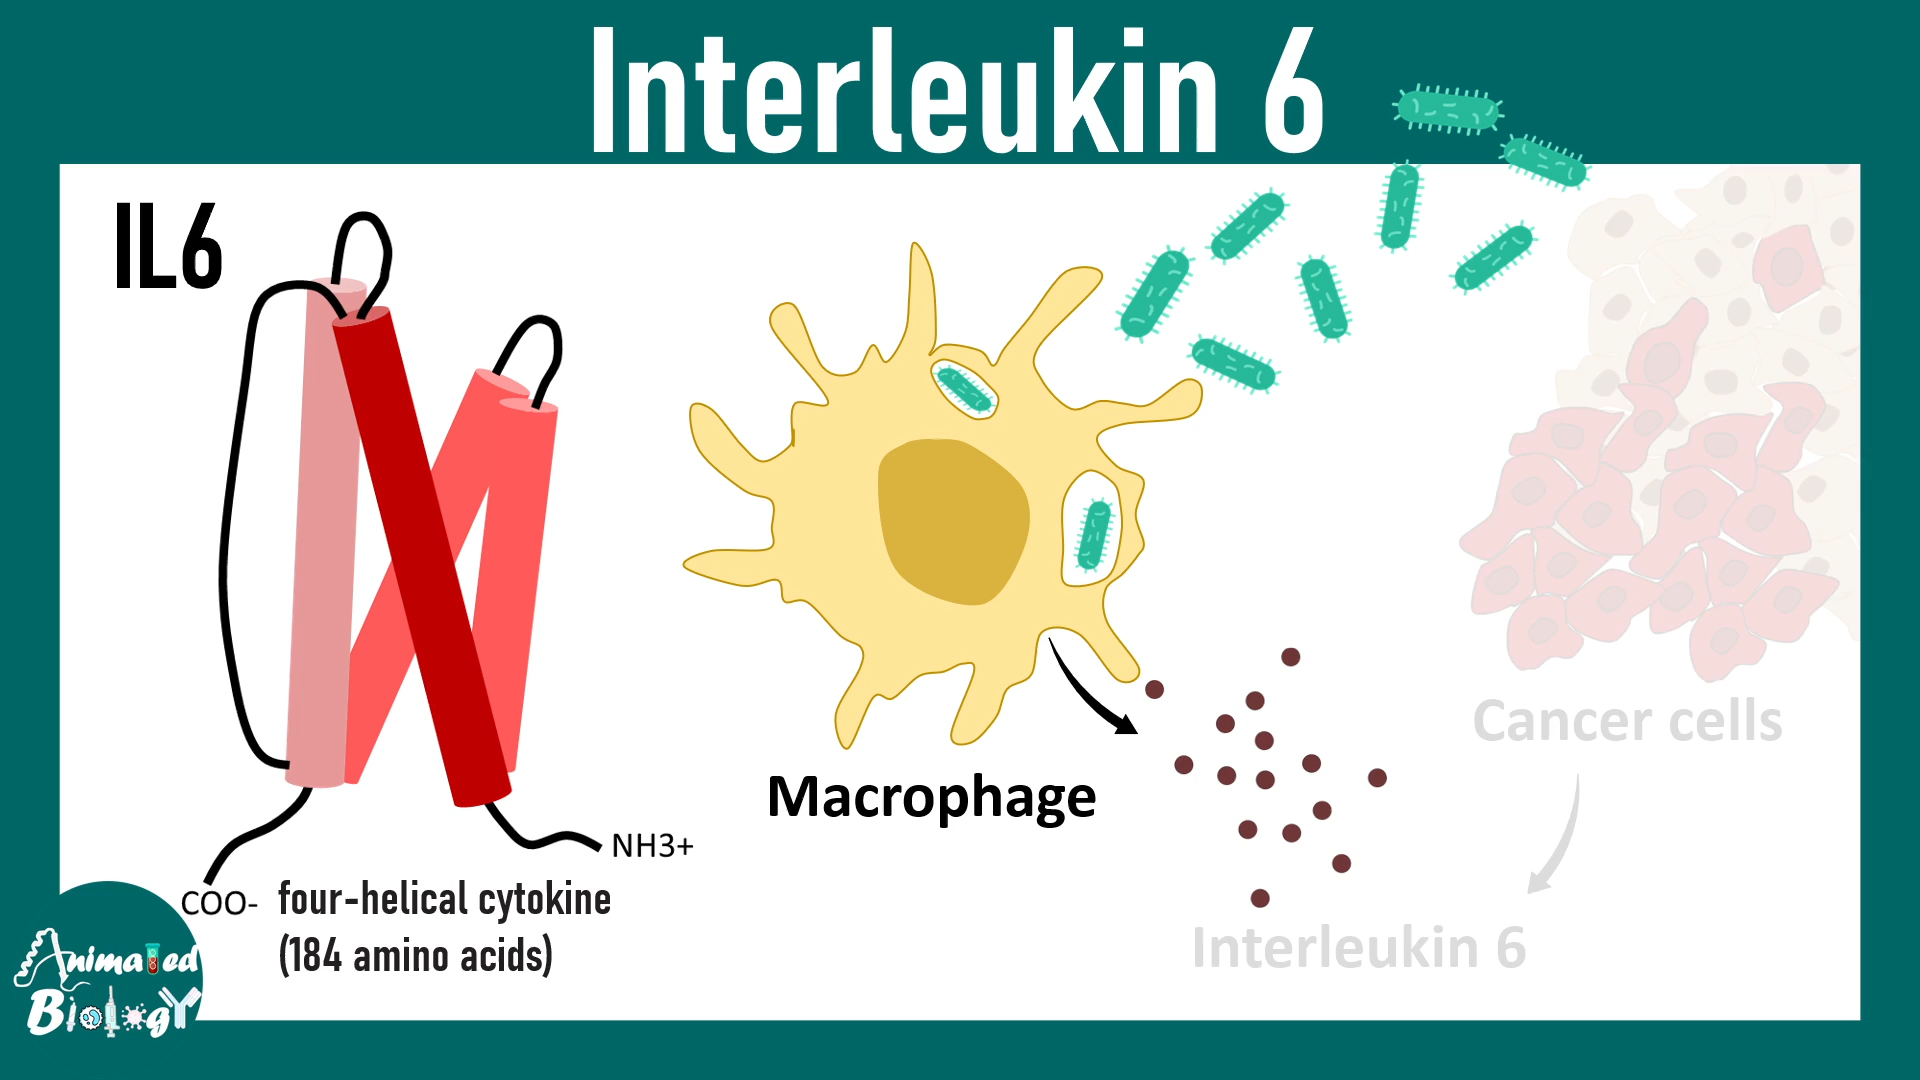 Interleukin 6
IL6
Macrophage
Cancer cells
Interleukin 6
NH3+
COO-
four-helical cytokine
(184 amino acids)
Animated
Biology